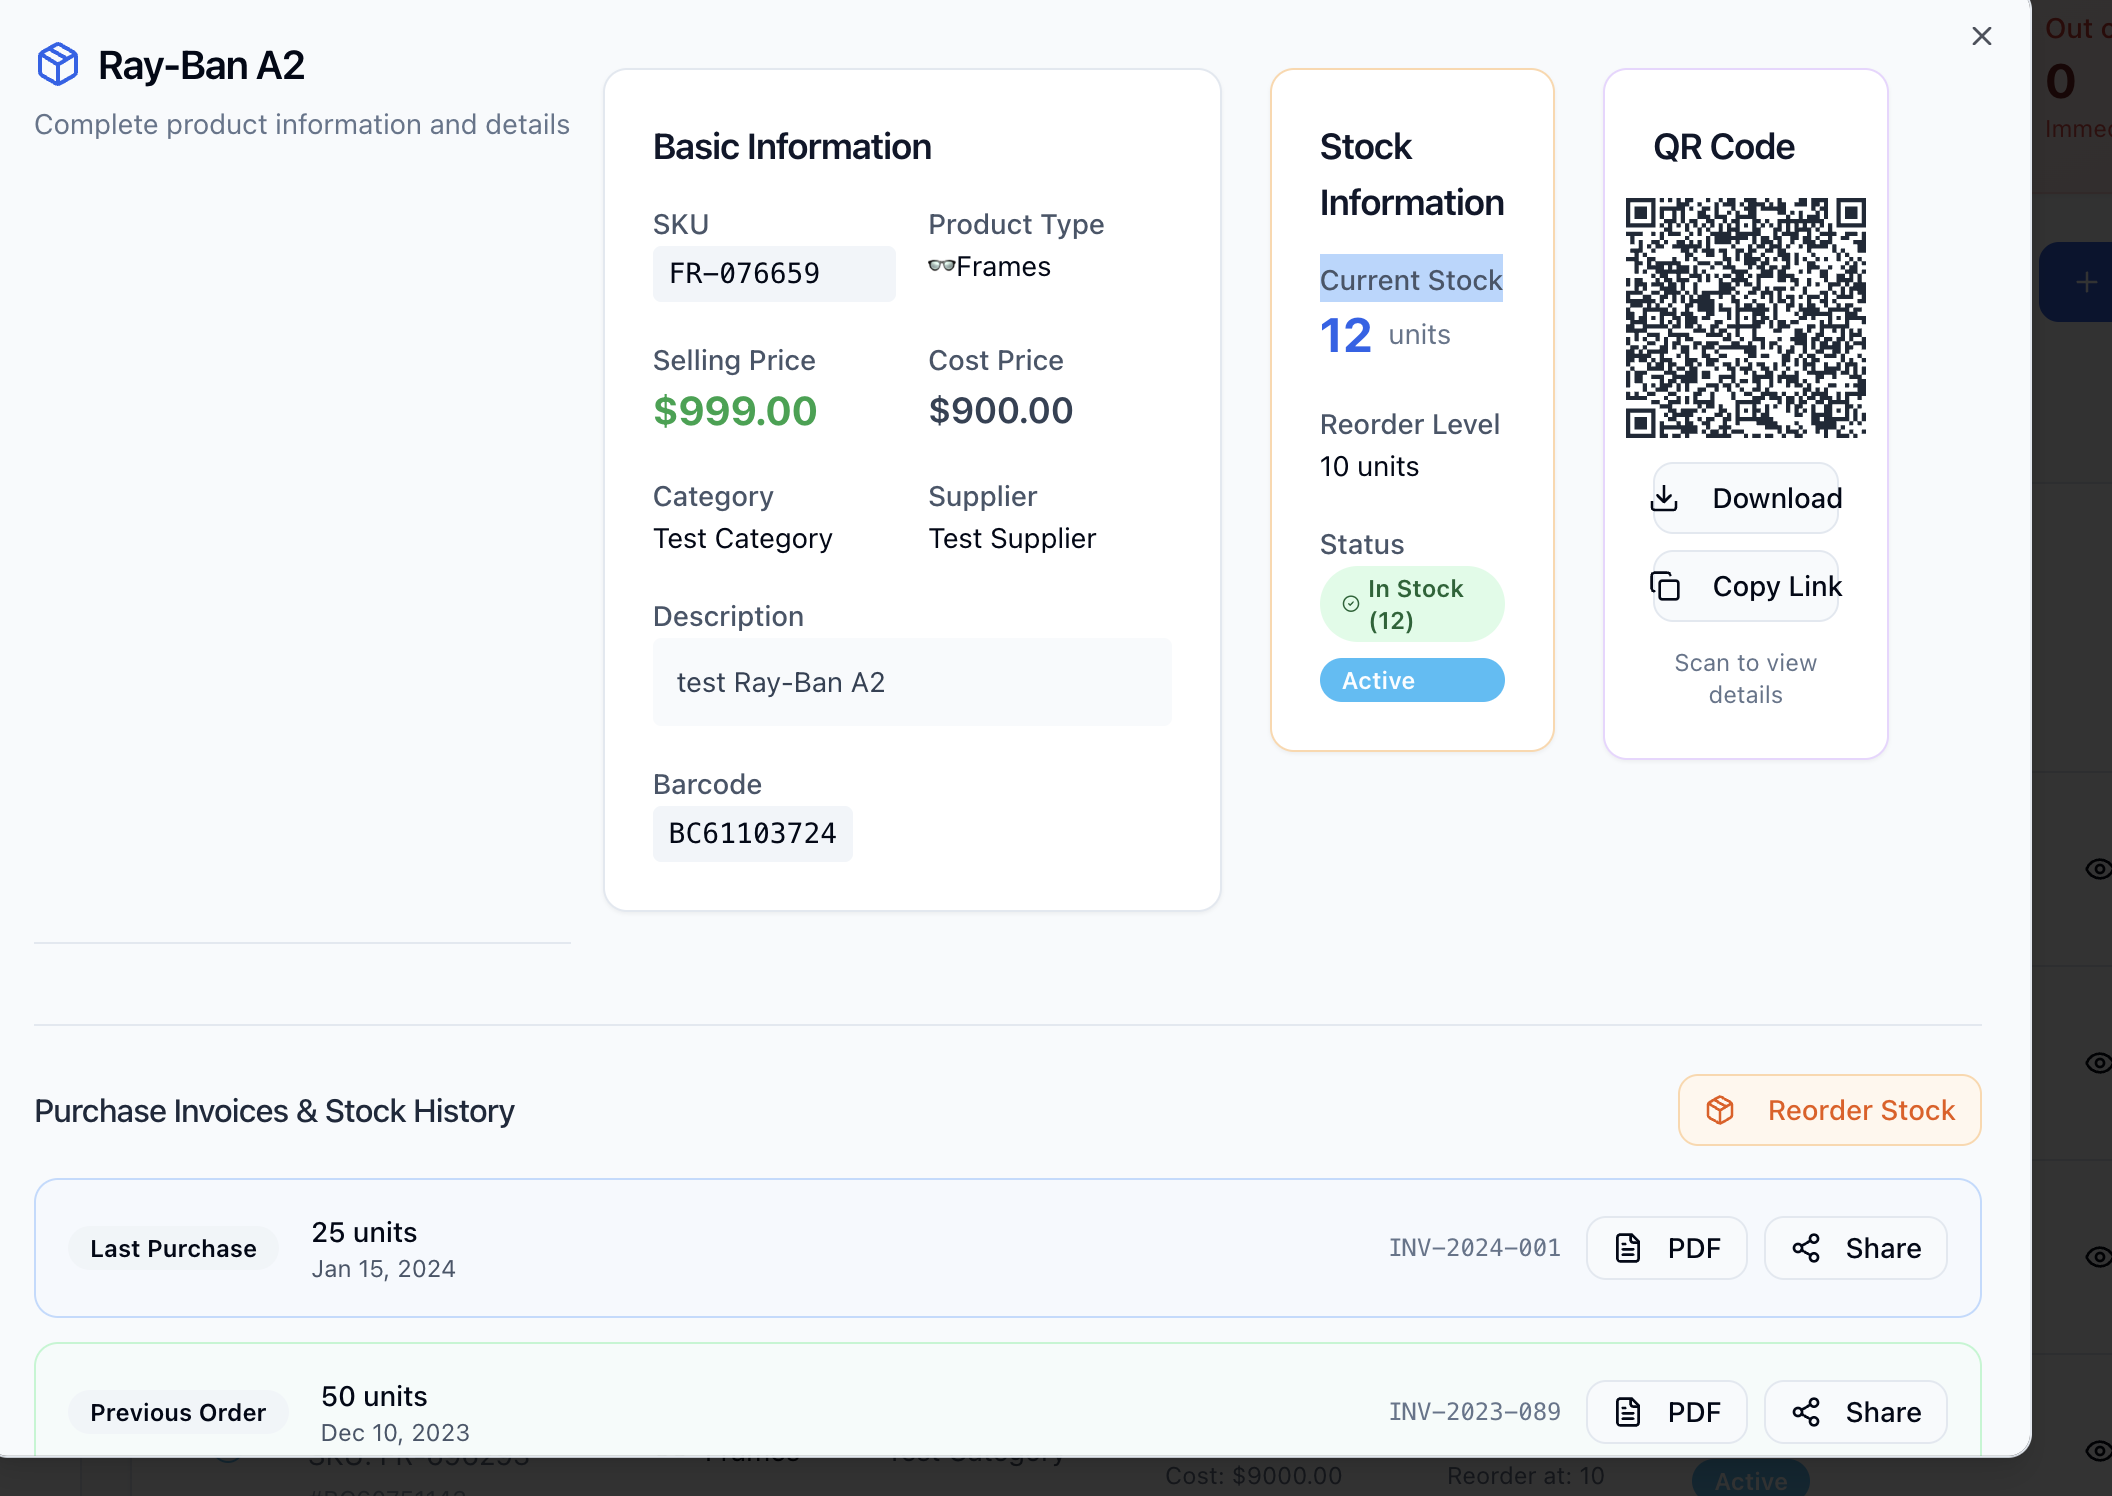 Ray-Ban A2
Complete product information and details
Basic Information
SKU
FR-076659
Product Type
👓Frames
Selling Price
$999.00
Cost Price
$900.00
Category
Test Category
Supplier
Test Supplier
Description
test Ray-Ban A2
Barcode
BC61103724
Stock
Information
Current Stock
12 units
Reorder Level
10 units
Status
In Stock
(12)
Active
QR Code
Download
Copy Link
Scan to view
details
Out
0
Purchase Invoices & Stock History
Reorder Stock
Last Purchase
25 units
Jan 15, 2024
INV-2024-001
PDF
Share
Previous Order
50 units
Dec 10, 2023
INV-2023-089
PDF
Share
Cost: $9000.00
Reorder at: 10
Active